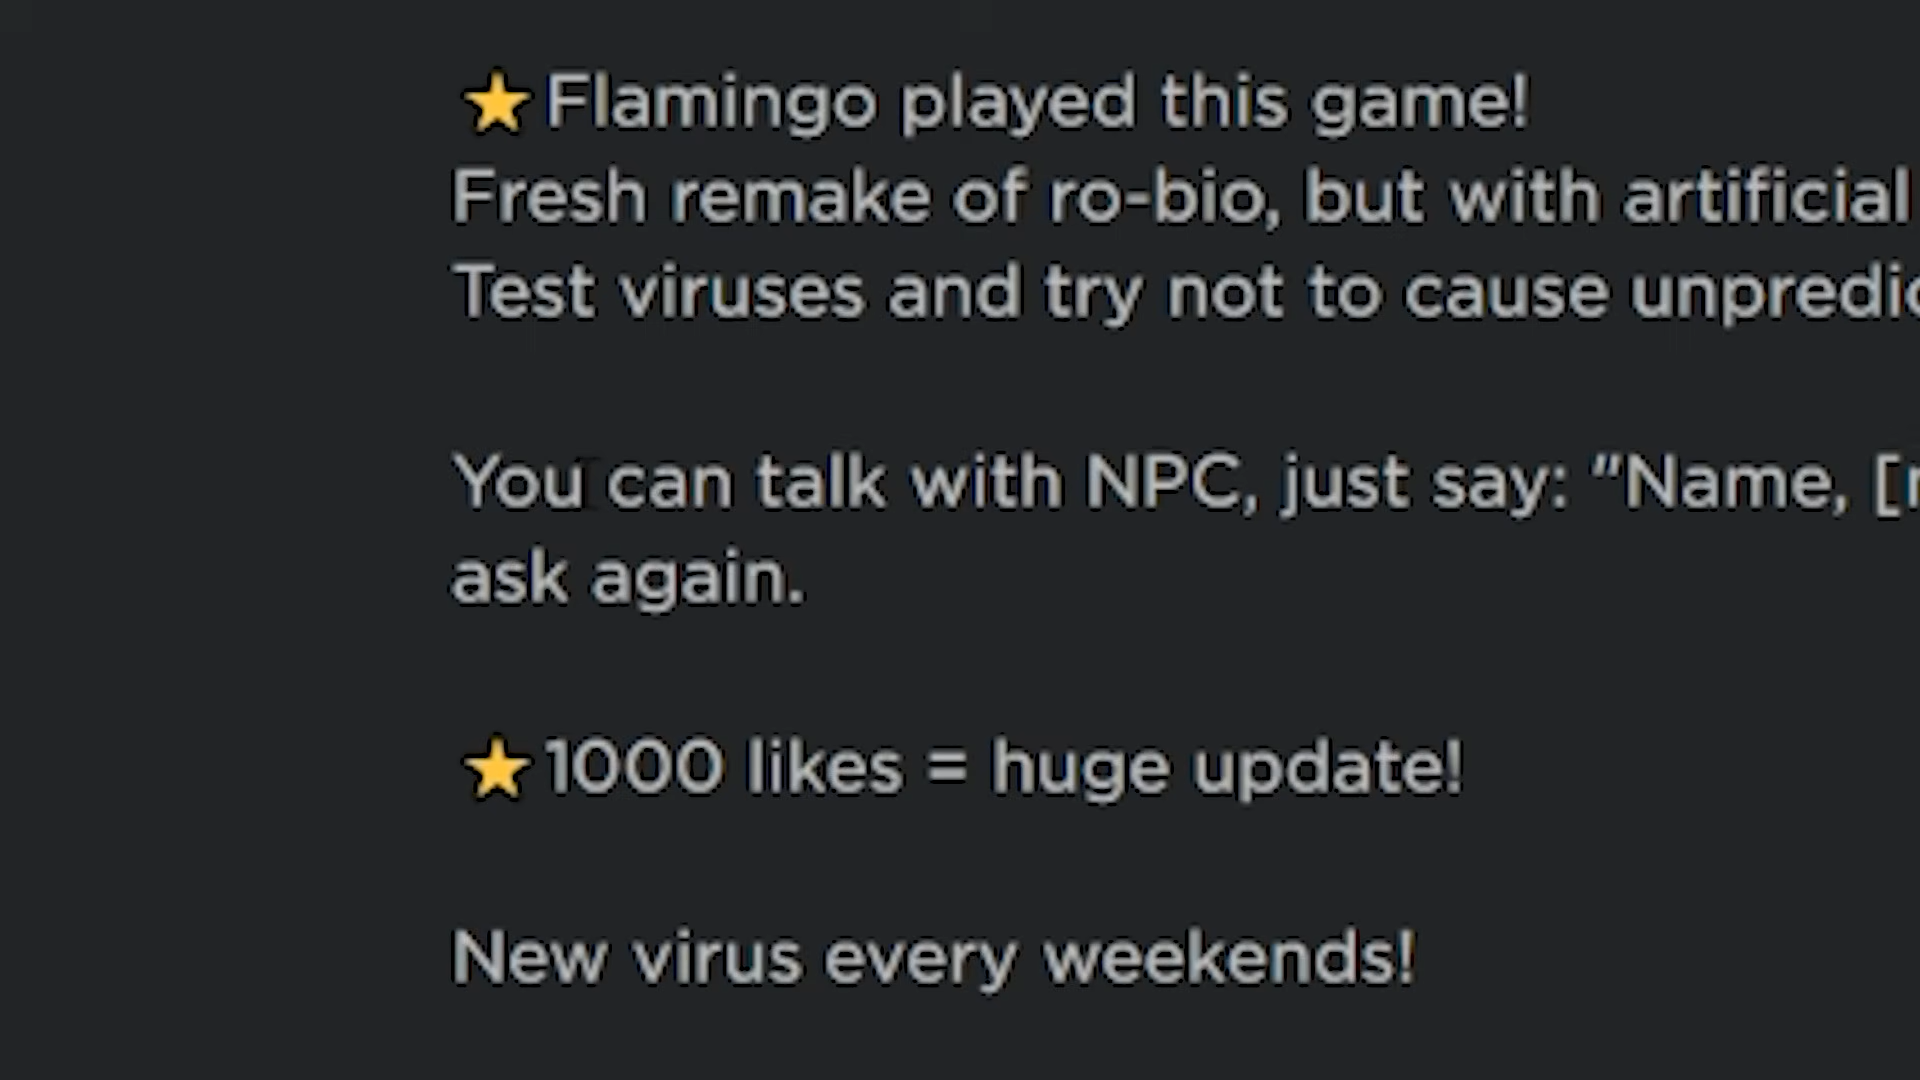 ⭐Flamingo played this game!
Fresh remake of ro-bio, but with artificial
Test viruses and try not to cause
You can talk with NPC, just say: "Name,
ask again.
⭐1000 likes = huge update!
New virus every weekends!